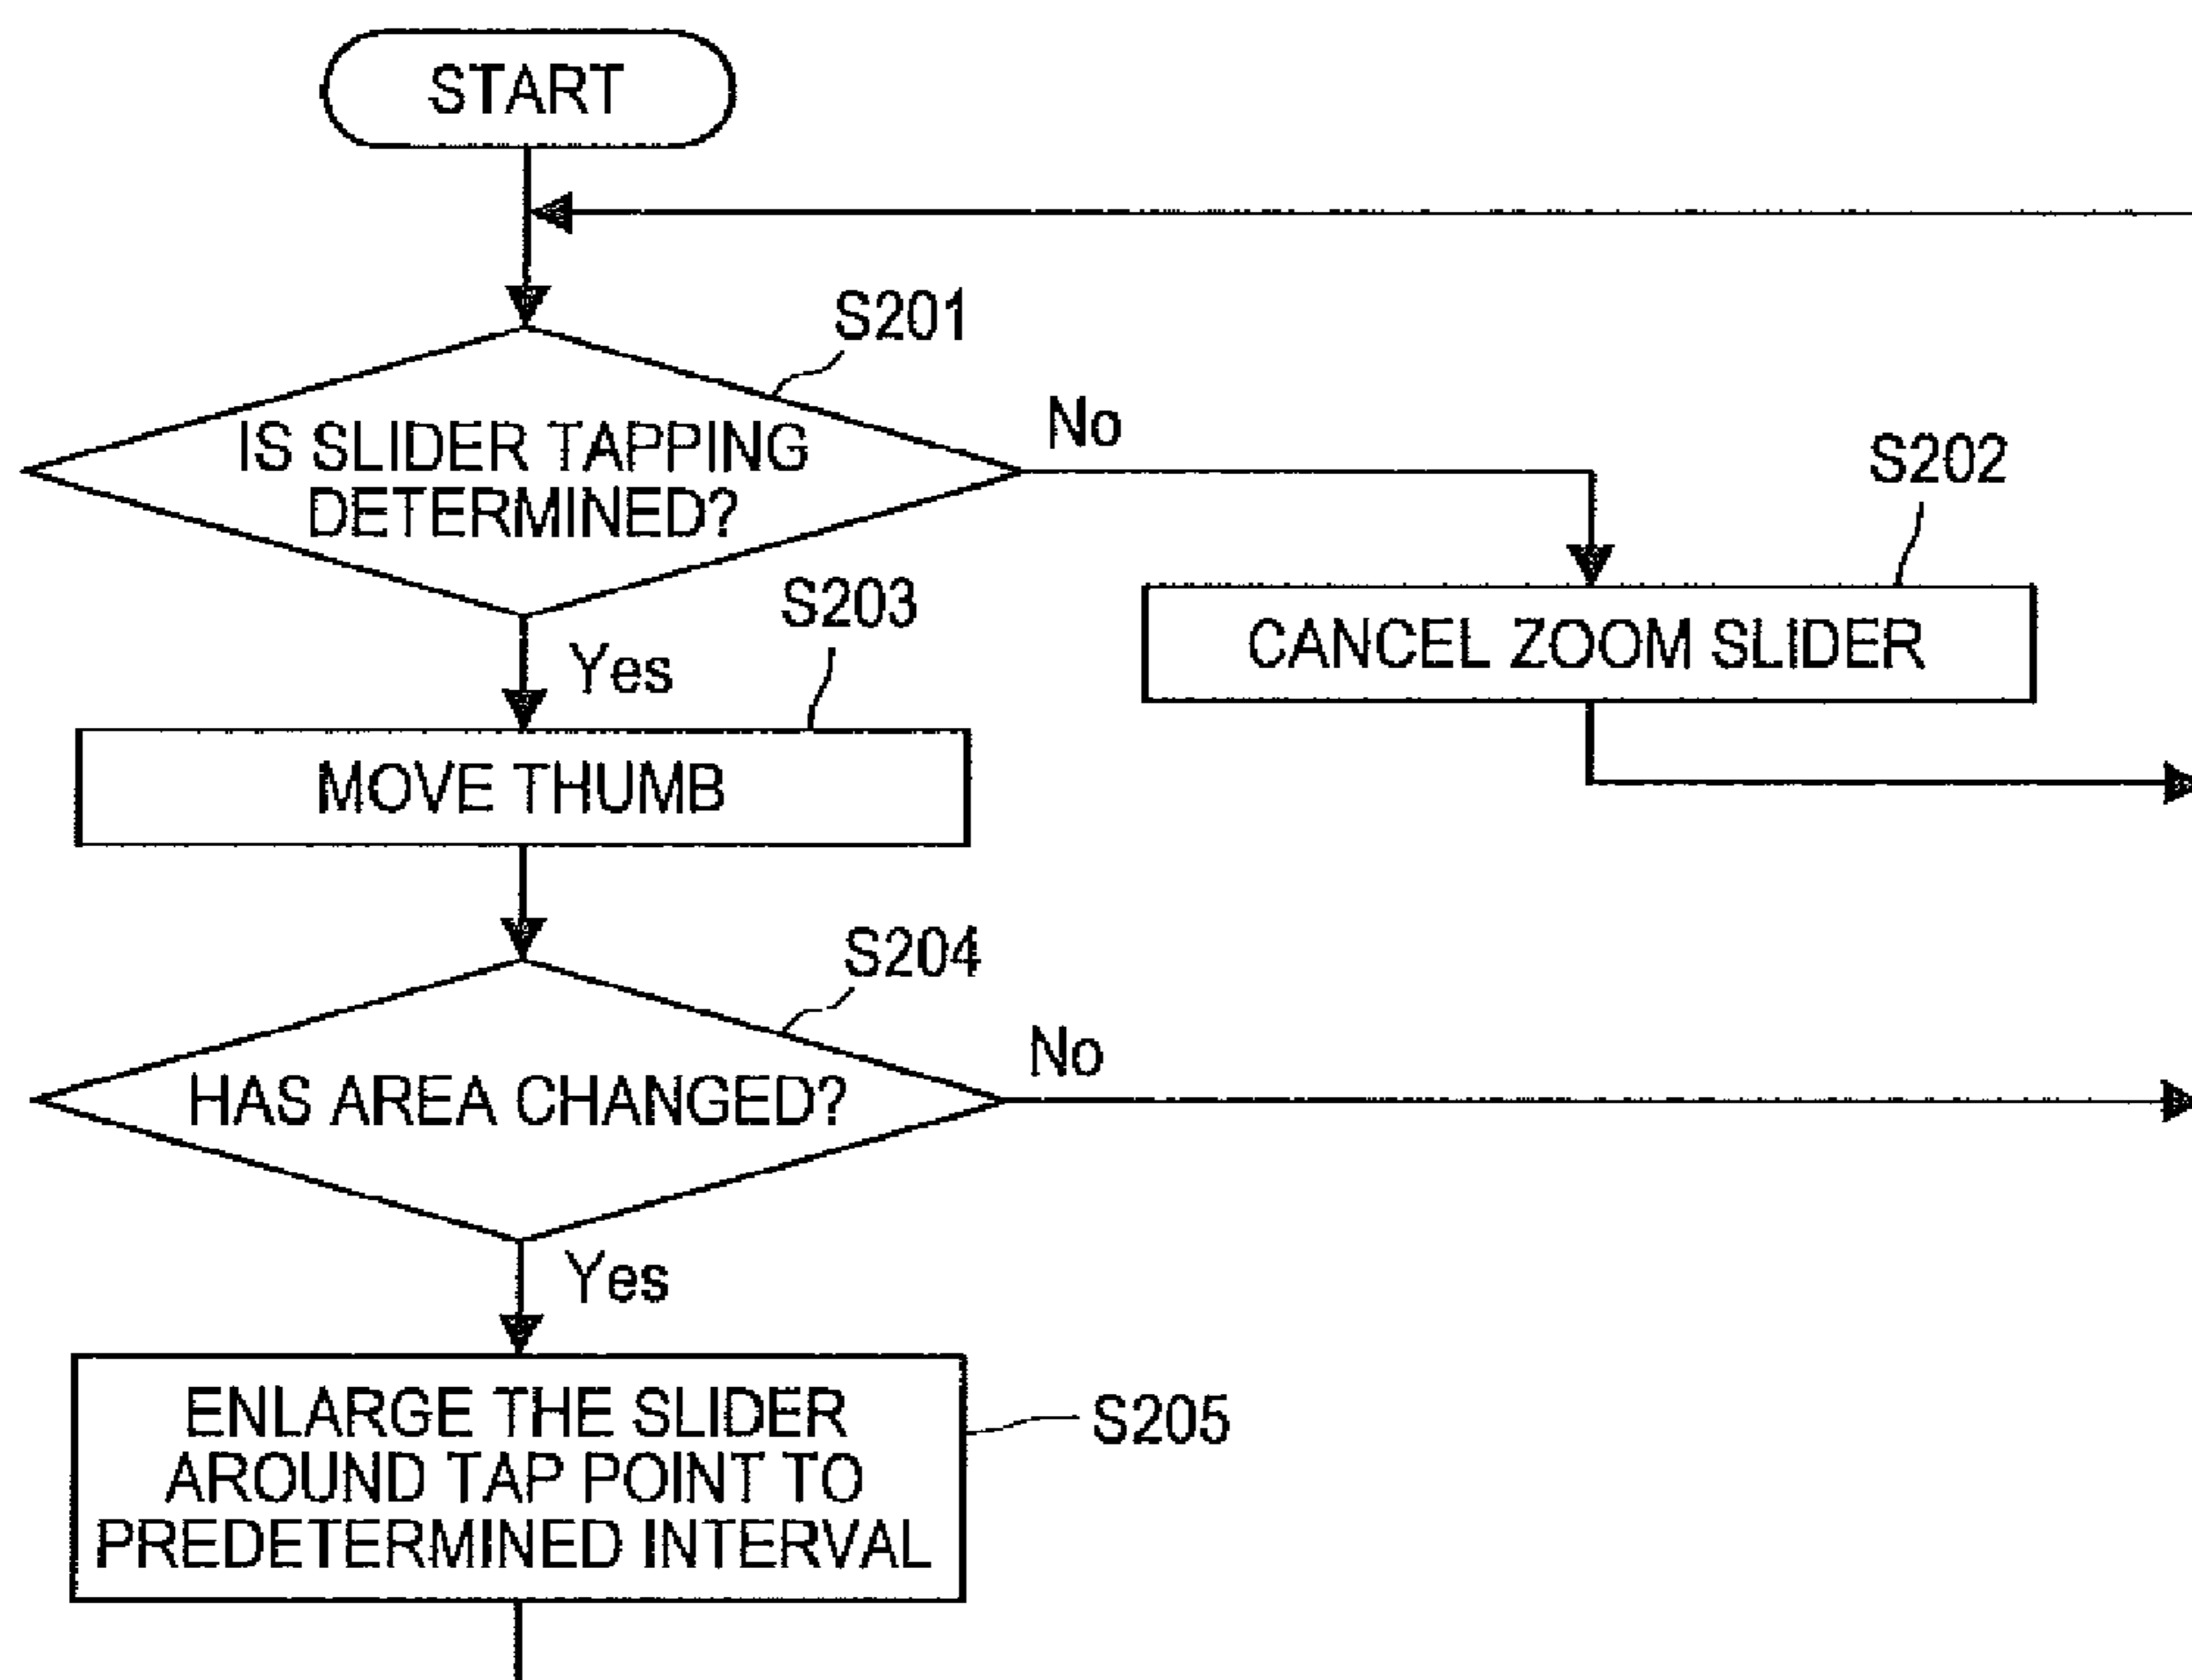 START
S201
IS SLIDER TAPPING
DETERMINED?
No
S202
CANCEL ZOOM SLIDER
Yes
S203
MOVE THUMB
S204
HAS AREA CHANGED?
No
Yes
ENLARGE THE SLIDER
AROUND TAP POINT TO
PREDETERMINED INTERVAL
S205